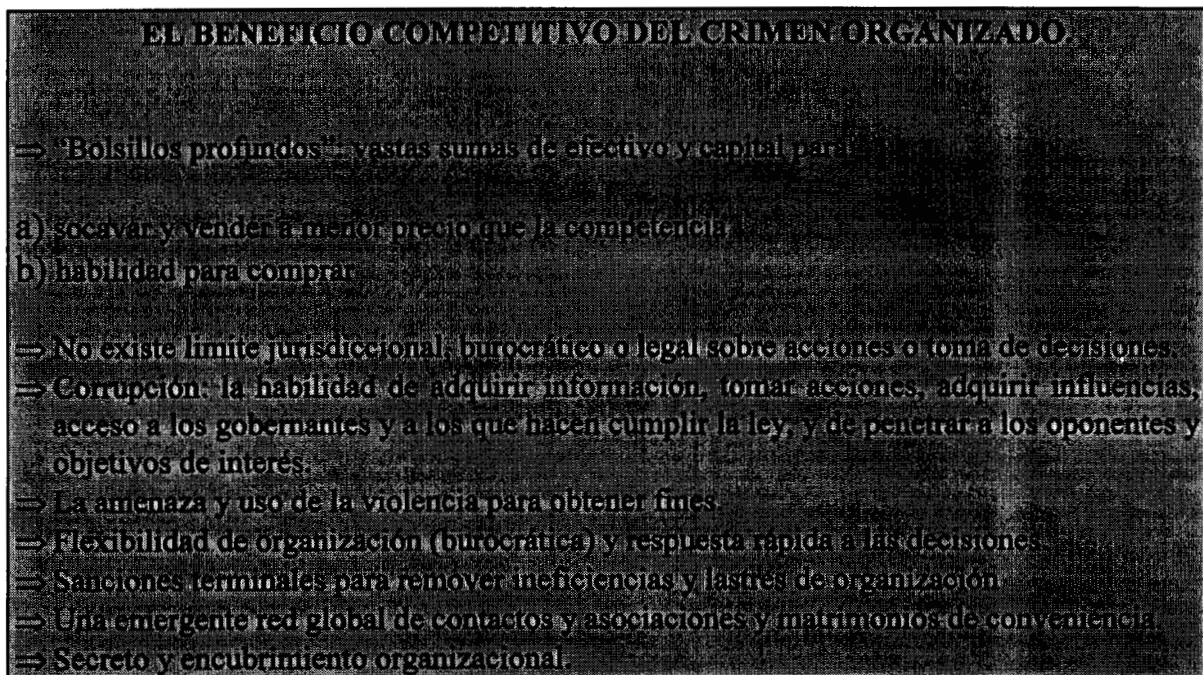 EL BENEFICIO COMPETITIVO DEL CRIMEN ORGANIZADO
⇒ "Bolsillos profundos": vastas sumas de efectivo y capital para:
a) socavar y vender a menor precio que la competencia
b) habilidad para comprar
⇒ No existe límite jurisdiccional, burocrático o legal sobre acciones o toma de decisiones.
⇒ Corrupción: la habilidad de adquirir información, tomar acciones, adquirir influencias,
acceso a los gobernantes y a los que hacen cumplir la ley, y de penetrar a los oponentes y
objetivos de interés.
⇒ La amenaza y uso de la violencia para obtener fines.
⇒ Flexibilidad de organización (burocrática) y respuesta rápida a las decisiones.
⇒ Sanciones terminales para remover ineficiencias y lastres de organización.
⇒ Una emergente red global de contactos y asociaciones y matrimonios de conveniencia.
⇒ Secreto y encubrimiento organizacional.